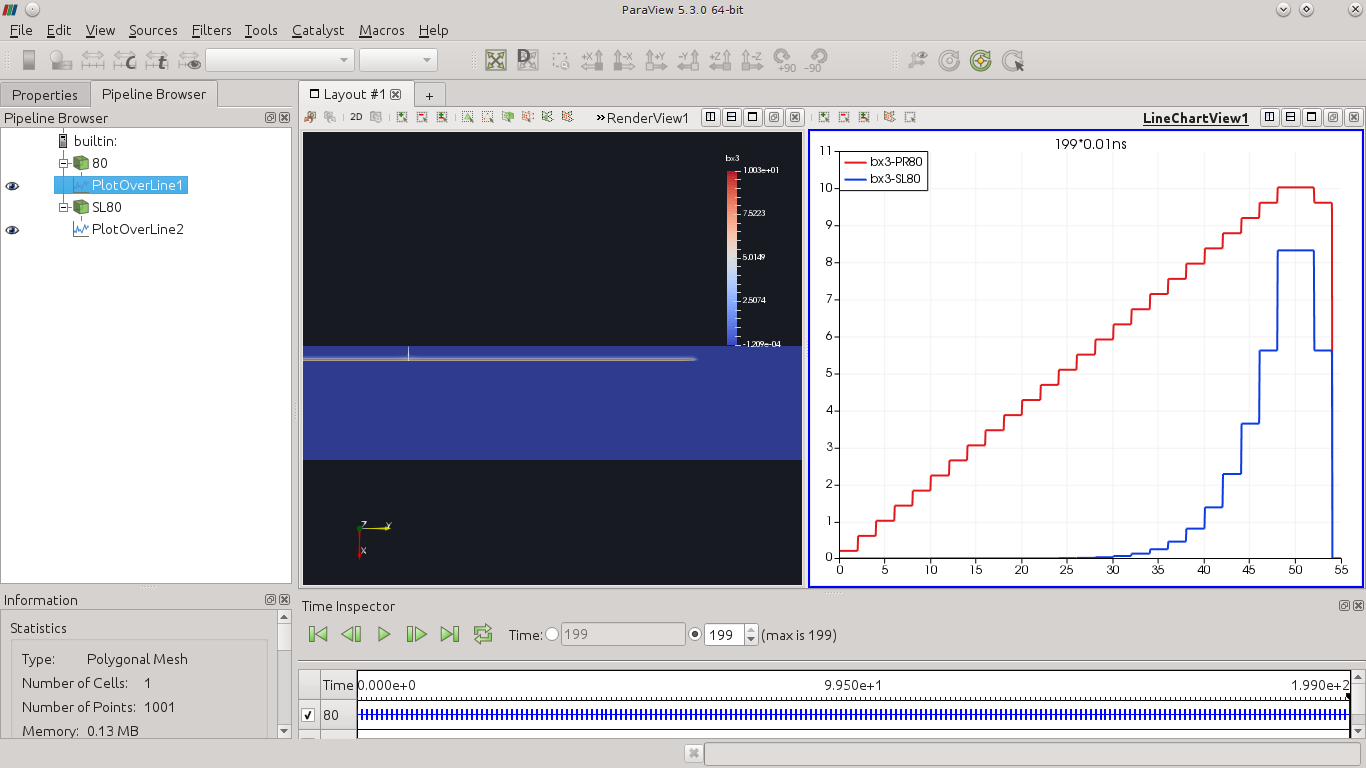 ParaView 5.3.0 64-bit
File Edit View Sources Filters Tools Catalyst Macros Help
C t D +X -X +Y -Y +Z -Z +90 -90
Properties Pipeline Browser
Layout #1 +
Pipeline Browser
2D » RenderView1
LineChartView1
builtin:
80
PlotOverLine1
SL80
PlotOverLine2
bx3
1.003e+01
7.5223
5.0149
2.5074
-1.209e-04
Z Y
X
199*0.01ns
bx3-PR80
bx3-SL80
11
10
9
8
7
6
5
4
3
2
1
0
0 5 10 15 20 25 30 35 40 45 50 55
Information
Statistics
Type: Polygonal Mesh
Number of Cells: 1
Number of Points: 1001
Memory: 0.13 MB
Time Inspector
Time: 199 199 (max is 199)
Time 0.000e+0 9.950e+1 1.990e+2
80